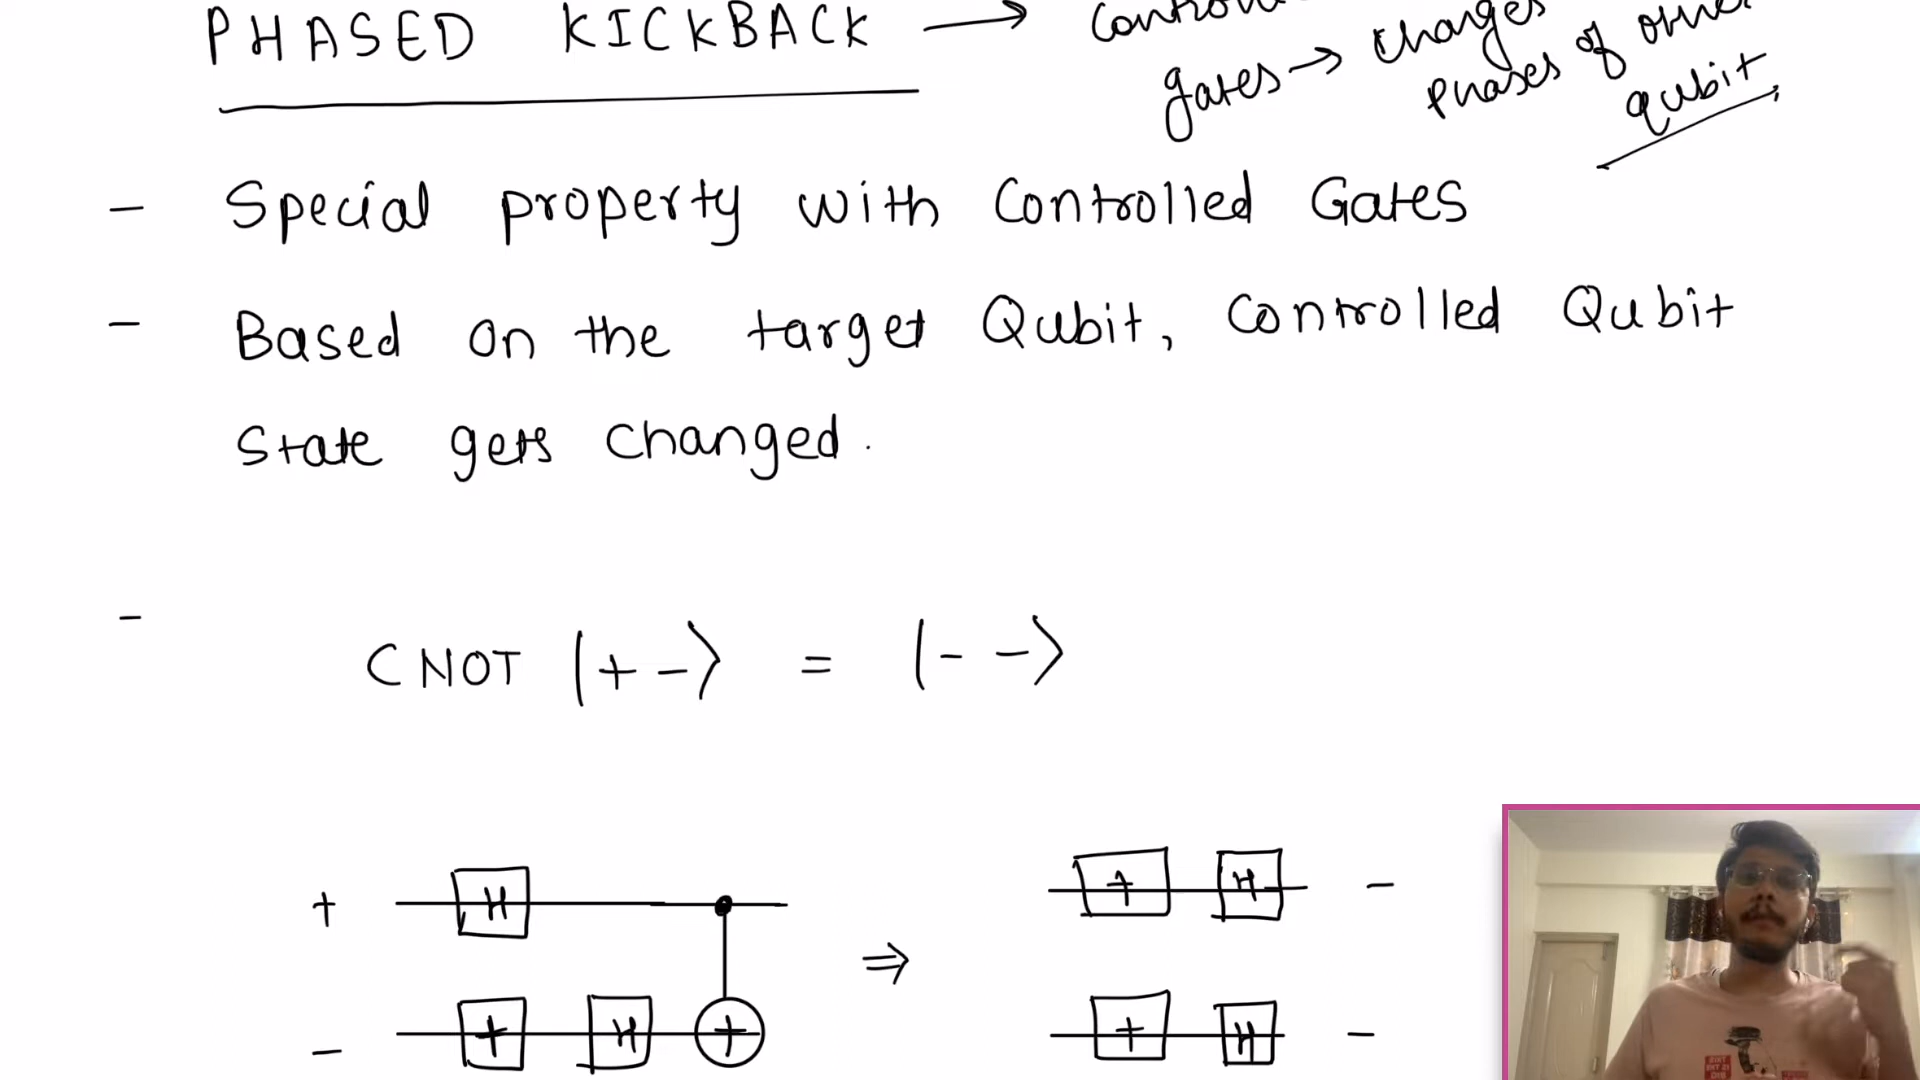 PHASED KICKBACK →
gates → changes
phases of other
qubit
- Special property with Controlled Gates
- Based on the target Qubit, Controlled Qubit
State gets changed.
- CNOT |+ -⟩ = |- -⟩
+ H + H -
⇒
- + H + + H -